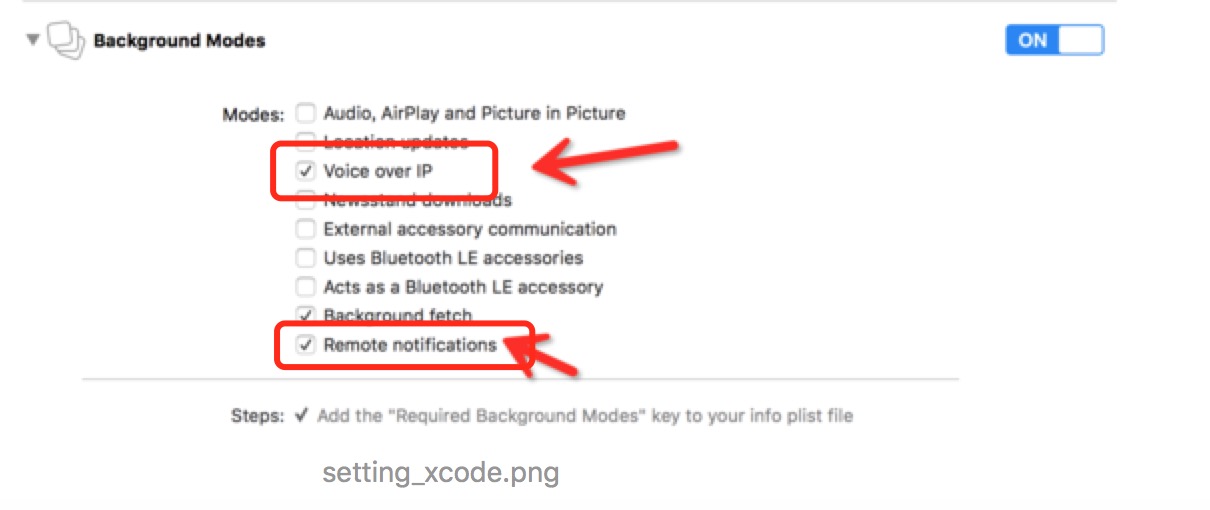 Background Modes
ON
Modes: Audio, AirPlay and Picture in Picture
Location updates
Voice over IP
Newsstand downloads
External accessory communication
Uses Bluetooth LE accessories
Acts as a Bluetooth LE accessory
Background fetch
Remote notifications
Steps: ✓ Add the "Required Background Modes" key to your info plist file
setting_xcode.png